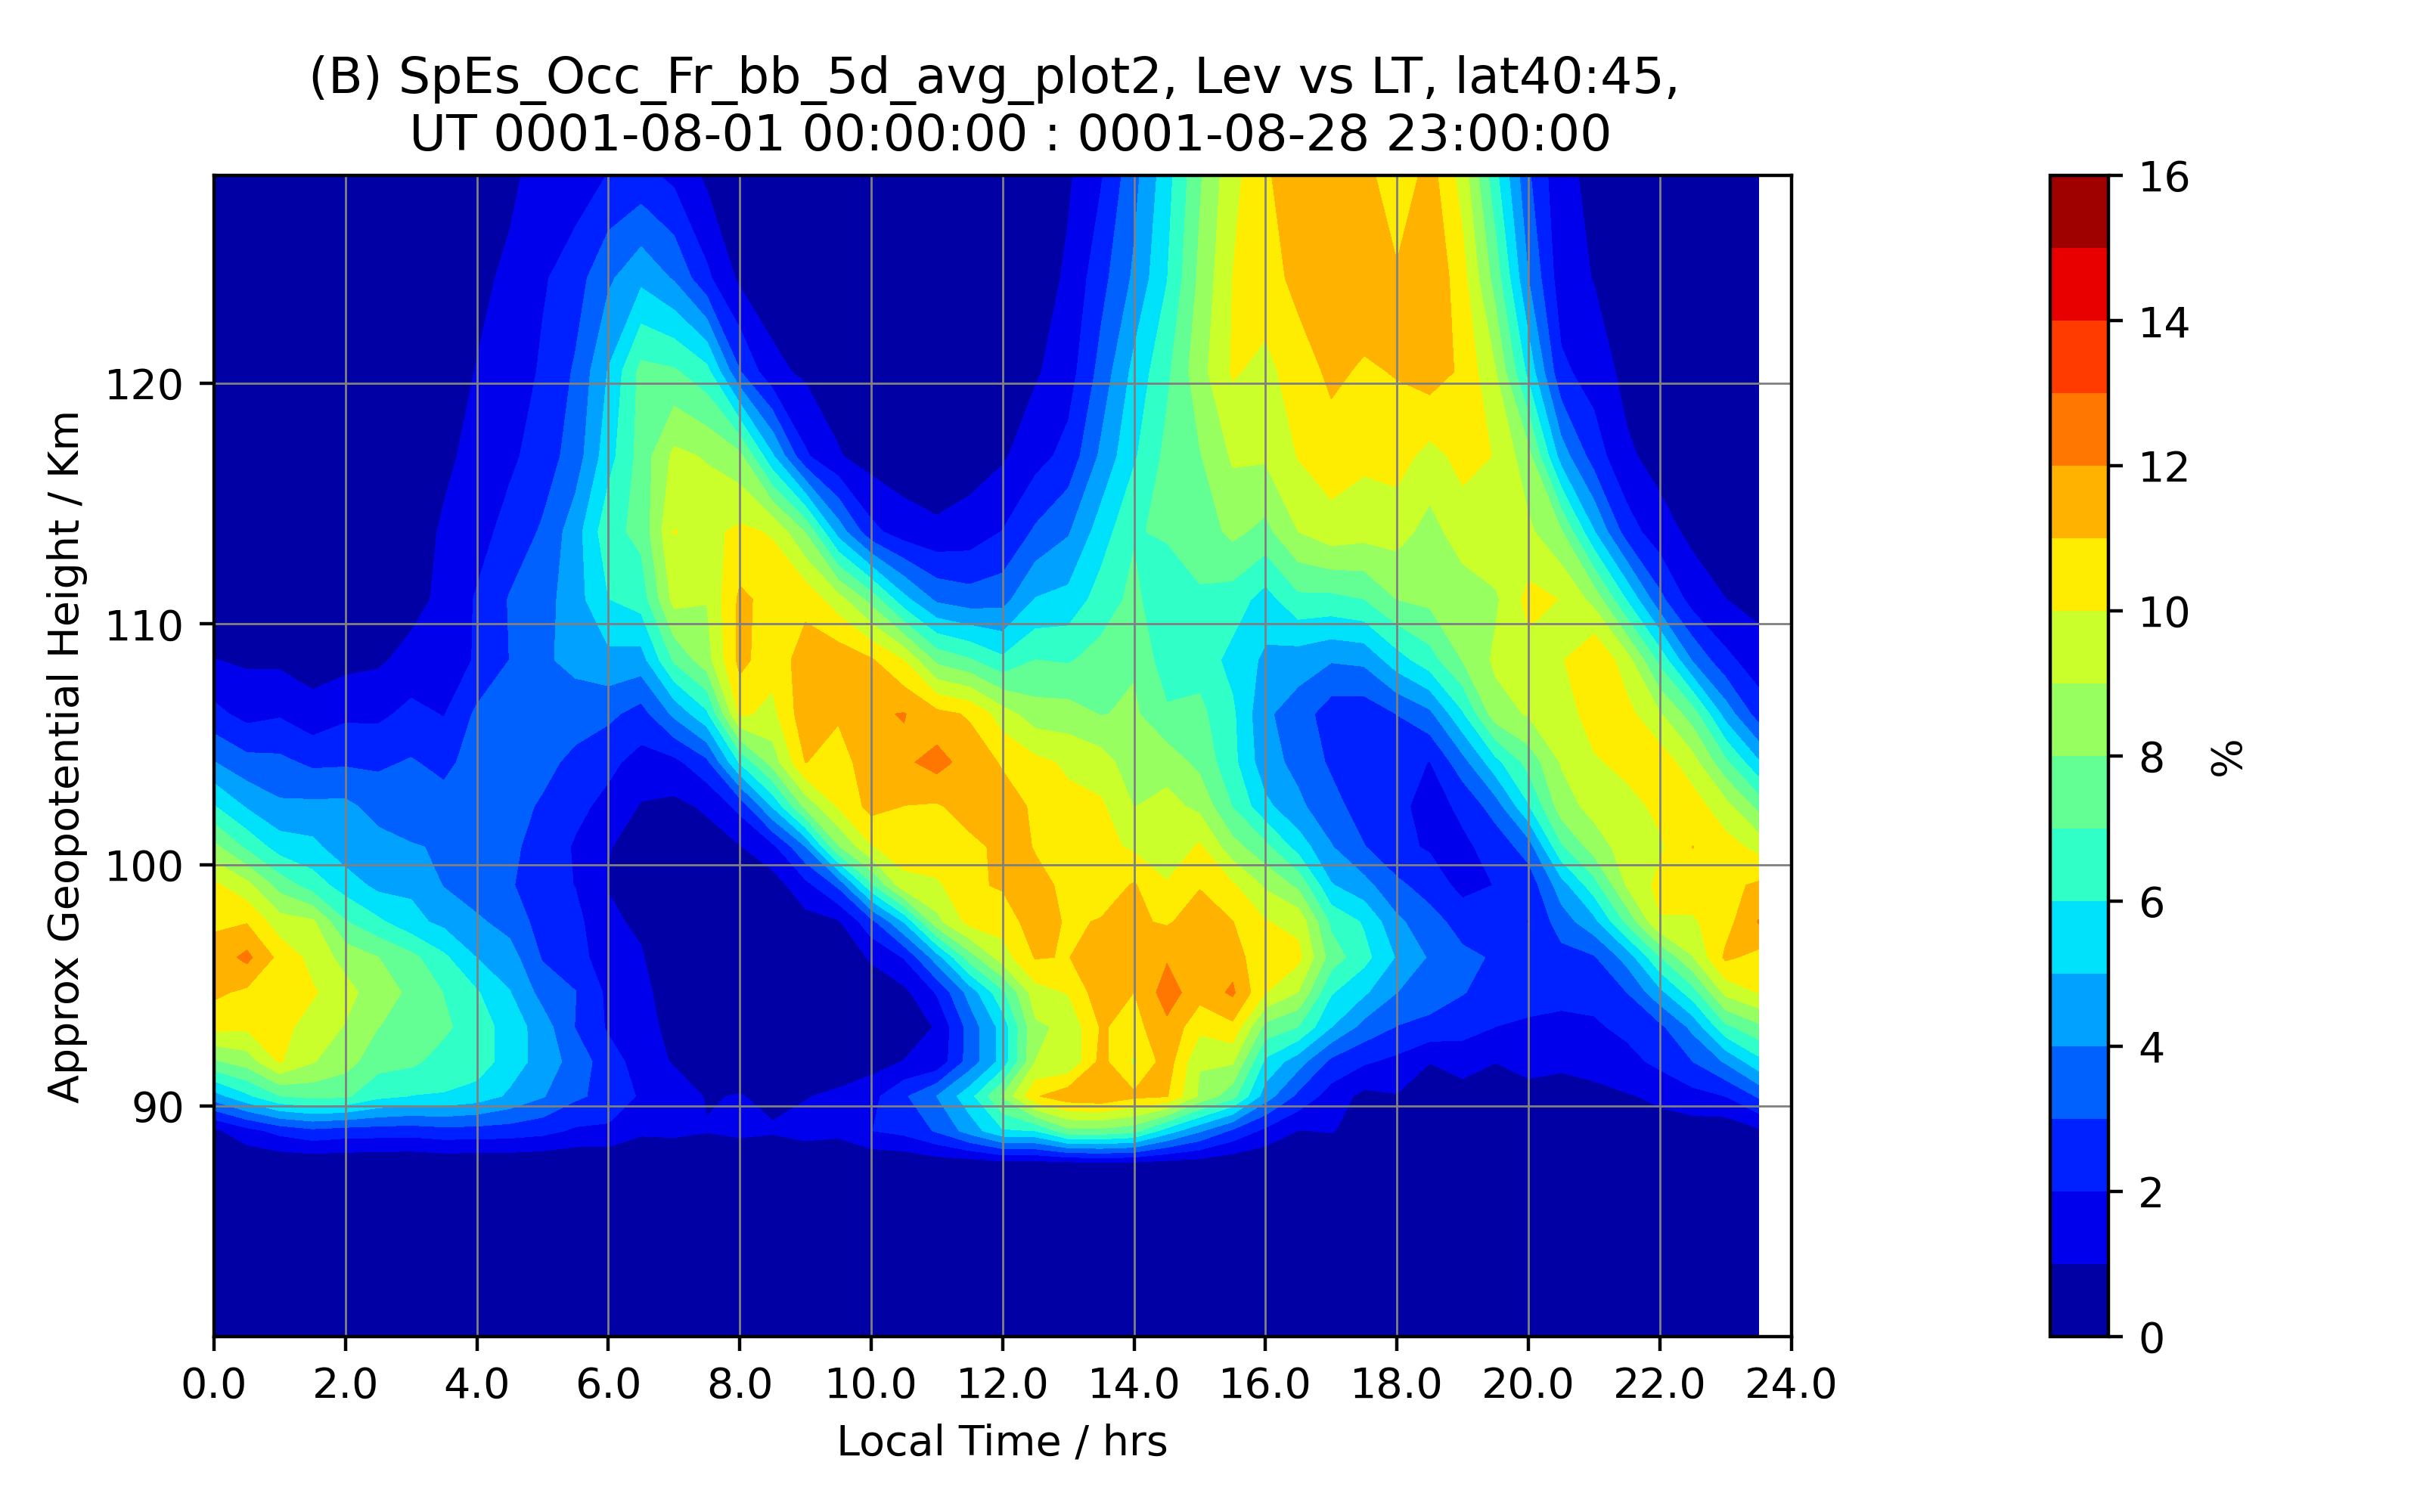 (B) SpEs_Occ_Fr_bb_5d_avg_plot2, Lev vs LT, lat40:45,
UT 0001-08-01 00:00:00 : 0001-08-28 23:00:00
Approx Geopotential Height / Km
120
110
100
90
0.0 2.0 4.0 6.0 8.0 10.0 12.0 14.0 16.0 18.0 20.0 22.0 24.0
Local Time / hrs
16
14
12
10
8
6
4
2
0
%